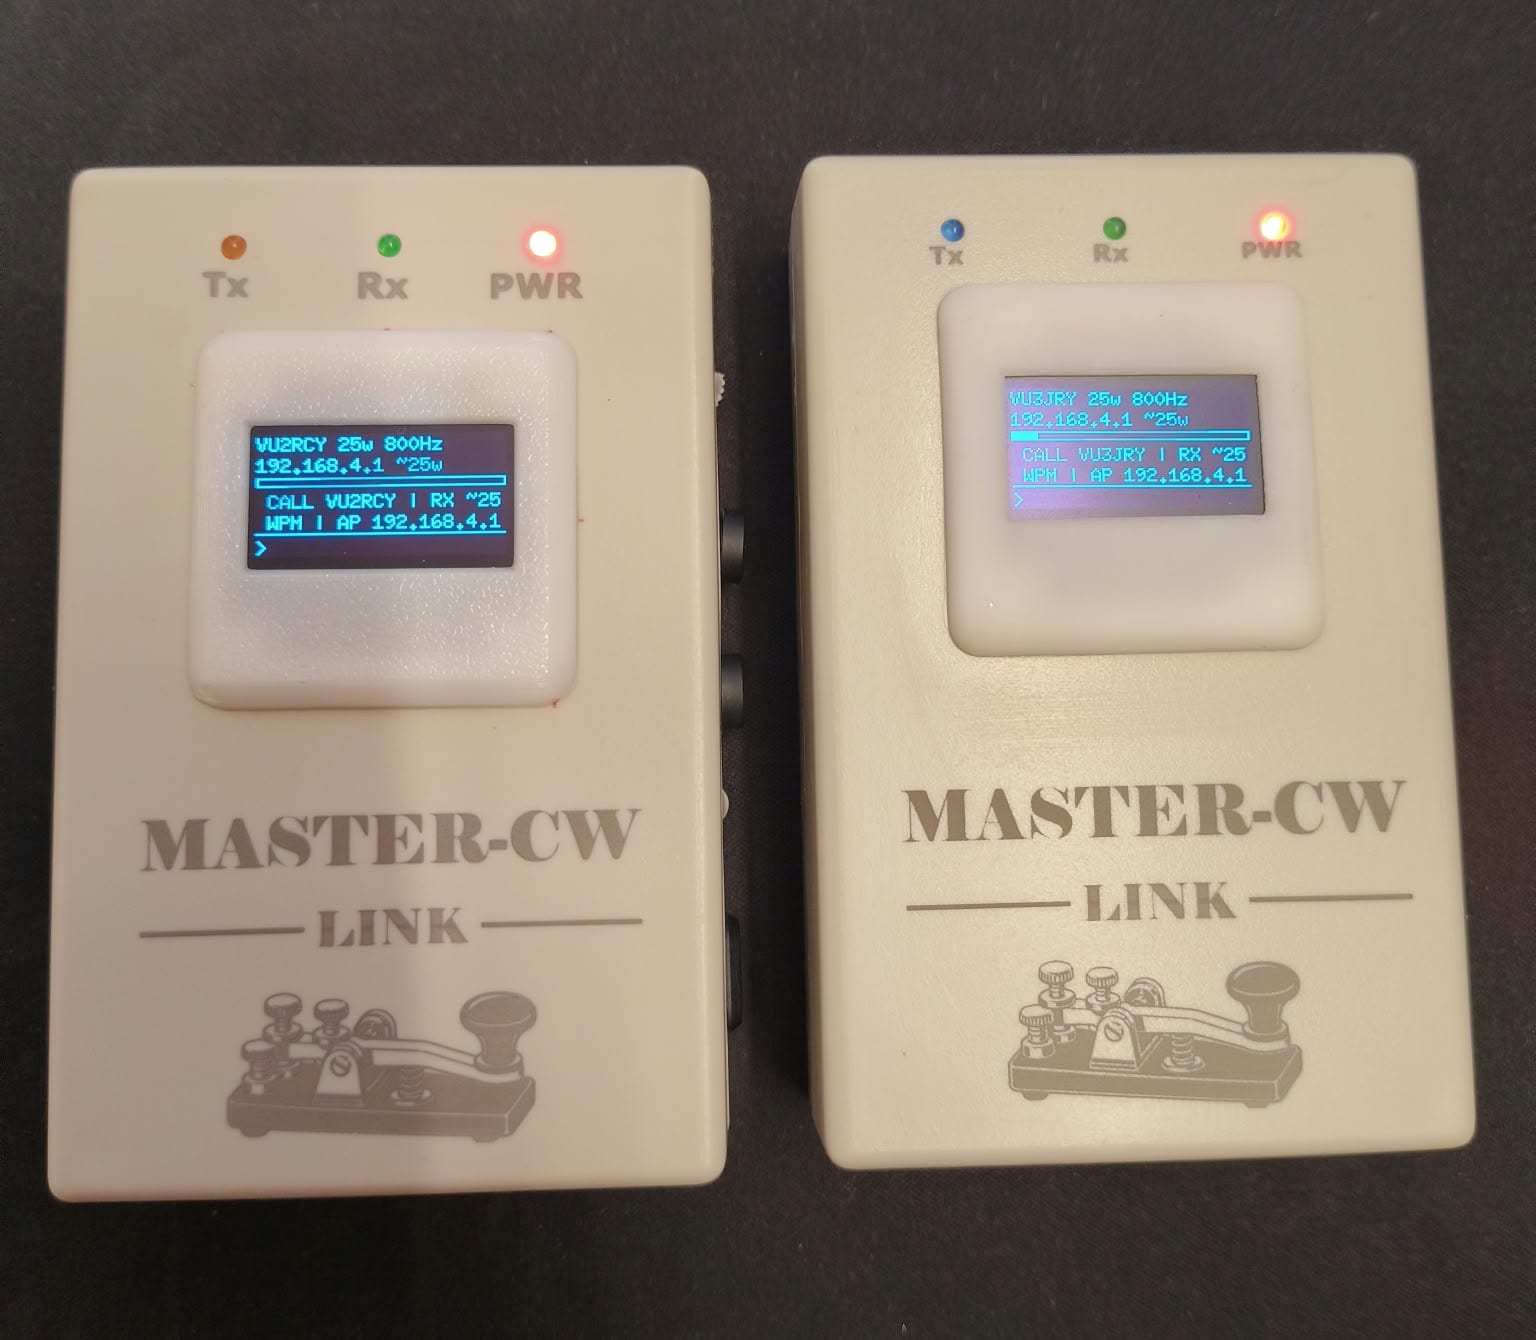 Tx Rx PWR
VU2RCY 25w 800Hz
192.168.4.1 ~25w
CALL VU2RCY | RX ~25
WPM | AP 192.168.4.1
>
MASTER-CW
LINK
Tx Rx PWR
VU3JRY 25w 800Hz
192.168.4.1 ~25w
CALL VU3JRY | RX ~25
WPM | AP 192.168.4.1
>
MASTER-CW
LINK